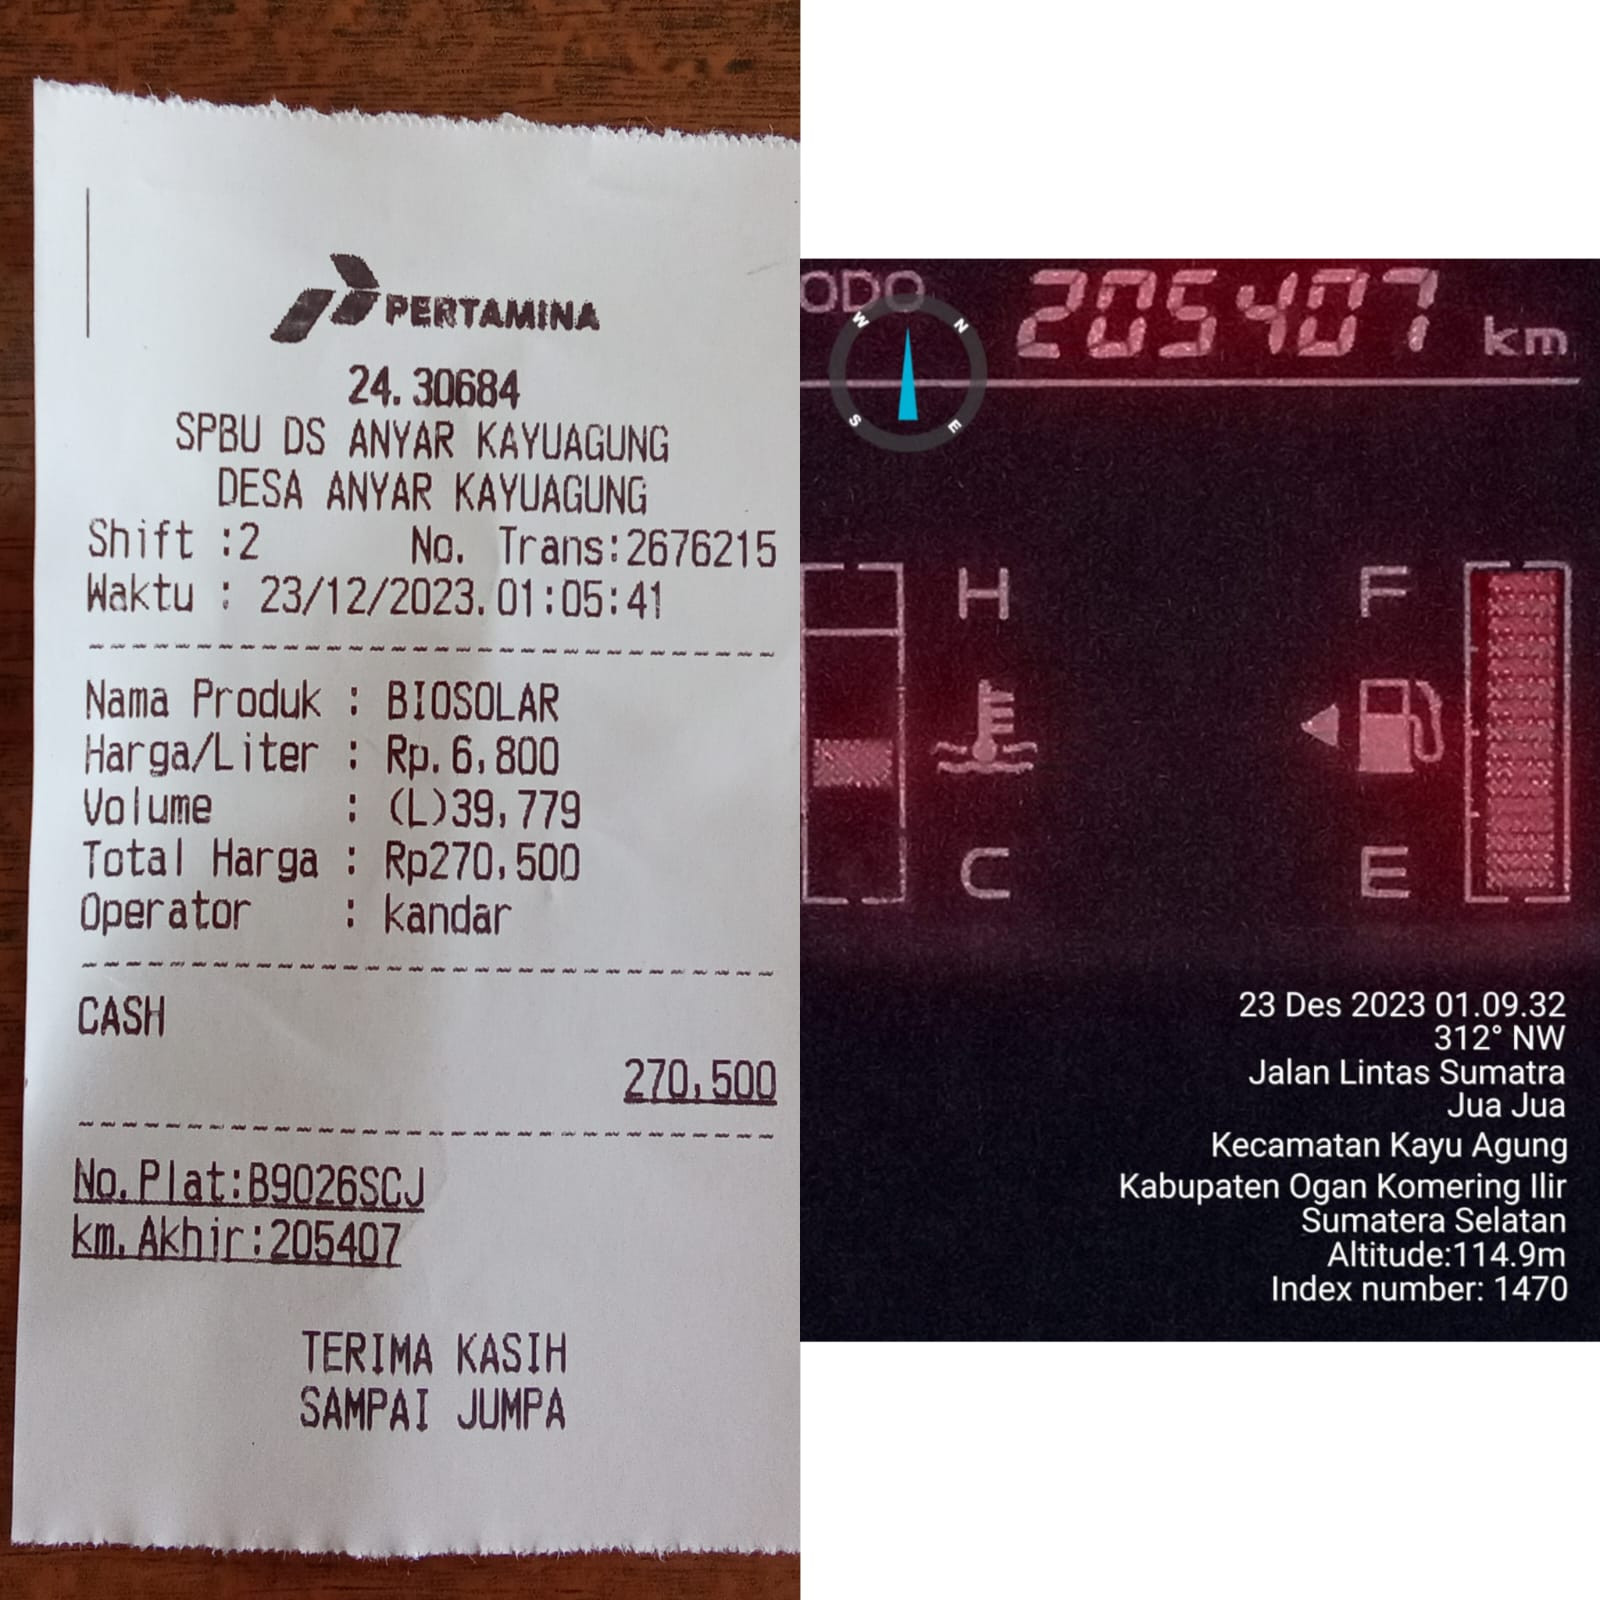 PERTAMINA
24.30684
SPBU DS ANYAR KAYUAGUNG
DESA ANYAR KAYUAGUNG
Shift :2 No. Trans:2676215
Waktu : 23/12/2023.01:05:41
Nama Produk : BIOSOLAR
Harga/Liter : Rp.6,800
Volume : (L)39,779
Total Harga : Rp270,500
Operator : kandar
CASH
270,500
No.Plat:B9026SCJ
km.Akhir:205407
TERIMA KASIH
SAMPAI JUMPA
ODO 205407 km
W N
S E
H F
C E
23 Des 2023 01.09.32
312° NW
Jalan Lintas Sumatra
Jua Jua
Kecamatan Kayu Agung
Kabupaten Ogan Komering Ilir
Sumatera Selatan
Altitude:114.9m
Index number: 1470